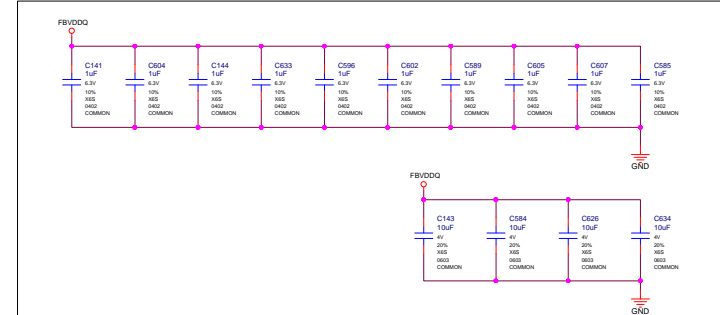 FBVDDQ
C141 C604 C144 C633 C596 C602 C589 C605 C607 C585
1uF 1uF 1uF 1uF 1uF 1uF 1uF 1uF 1uF 1uF
6.3V 6.3V 6.3V 6.3V 6.3V 6.3V 6.3V 6.3V 6.3V 6.3V
10% 10% 10% 10% 10% 10% 10% 10% 10% 10%
X6S X6S X6S X6S X6S X6S X6S X6S X6S X6S
0402 0402 0402 0402 0402 0402 0402 0402 0402 0402
COMMON COMMON COMMON COMMON COMMON COMMON COMMON COMMON COMMON COMMON
GND
FBVDDQ
C143 C584 C626 C634
10uF 10uF 10uF 10uF
4V 4V 4V 4V
20% 20% 20% 20%
X6S X6S X6S X6S
0603 0603 0603 0603
COMMON COMMON COMMON COMMON
GND